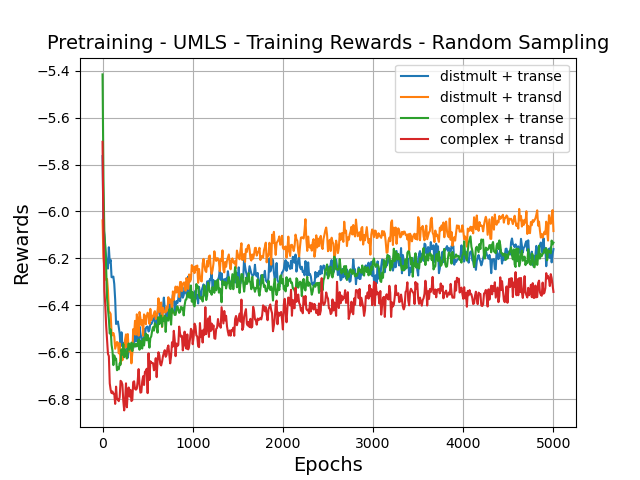 Pretraining - UMLS - Training Rewards - Random Sampling
distmult + transe
distmult + transd
complex + transe
complex + transd
Rewards
−5.4
−5.6
−5.8
−6.0
−6.2
−6.4
−6.6
−6.8
0 1000 2000 3000 4000 5000
Epochs